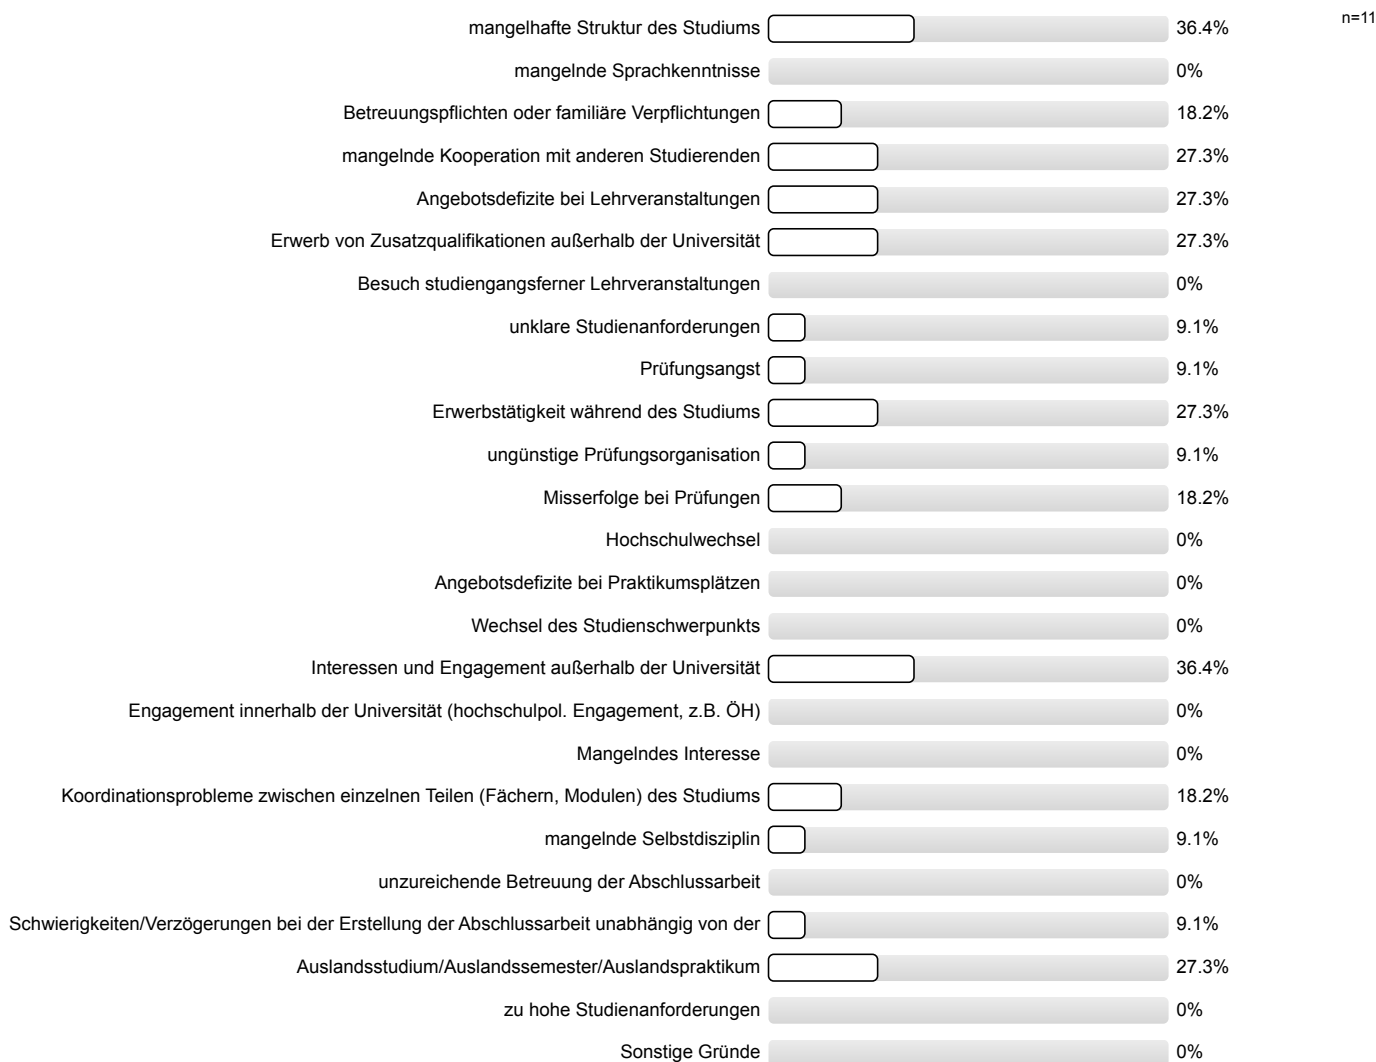 n=11
mangelhafte Struktur des Studiums 36.4%
mangelnde Sprachkenntnisse 0%
Betreuungspflichten oder familiäre Verpflichtungen 18.2%
mangelnde Kooperation mit anderen Studierenden 27.3%
Angebotsdefizite bei Lehrveranstaltungen 27.3%
Erwerb von Zusatzqualifikationen außerhalb der Universität 27.3%
Besuch studiengangsferner Lehrveranstaltungen 0%
unklare Studienanforderungen 9.1%
Prüfungsangst 9.1%
Erwerbstätigkeit während des Studiums 27.3%
ungünstige Prüfungsorganisation 9.1%
Misserfolge bei Prüfungen 18.2%
Hochschulwechsel 0%
Angebotsdefizite bei Praktikumsplätzen 0%
Wechsel des Studienschwerpunkts 0%
Interessen und Engagement außerhalb der Universität 36.4%
Engagement innerhalb der Universität (hochschulpol. Engagement, z.B. ÖH) 0%
Mangelndes Interesse 0%
Koordinationsprobleme zwischen einzelnen Teilen (Fächern, Modulen) des Studiums 18.2%
mangelnde Selbstdisziplin 9.1%
unzureichende Betreuung der Abschlussarbeit 0%
Schwierigkeiten/Verzögerungen bei der Erstellung der Abschlussarbeit unabhängig von der 9.1%
Auslandsstudium/Auslandssemester/Auslandspraktikum 27.3%
zu hohe Studienanforderungen 0%
Sonstige Gründe 0%